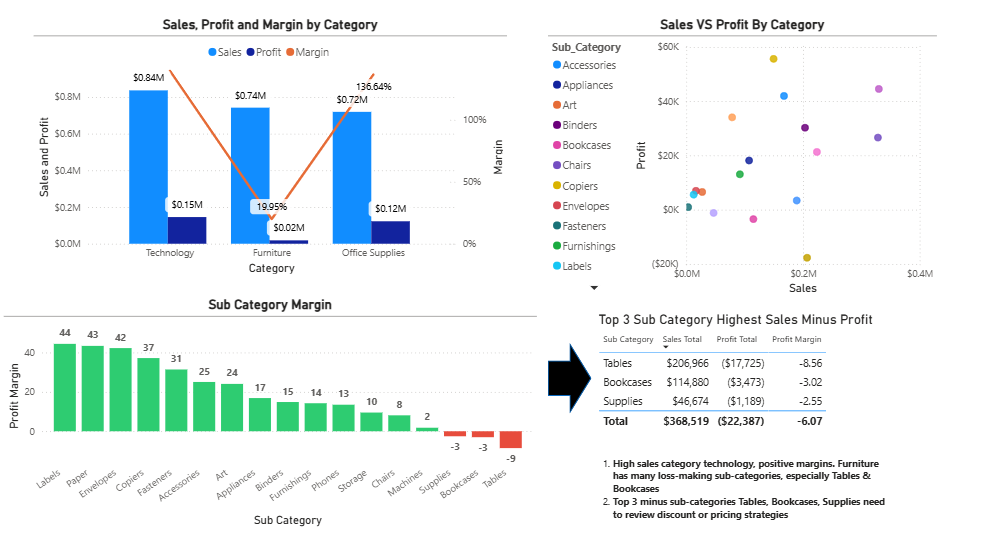 Sales, Profit and Margin by Category
Sales Profit Margin
Sales and Profit
$0.8M
$0.6M
$0.4M
$0.2M
$0.0M
$0.84M
$0.15M
$0.74M
19.95%
$0.02M
136.64%
$0.72M
$0.12M
100%
50%
0%
Margin
Technology
Furniture
Office Supplies
Category
Sales VS Profit By Category
Sub_Category
Accessories
Appliances
Art
Binders
Bookcases
Chairs
Copiers
Envelopes
Fasteners
Furnishings
Labels
Profit
$60K
$40K
$20K
$0K
($20K)
$0.0M
$0.2M
$0.4M
Sales
Sub Category Margin
Profit Margin
40
20
0
44
43
42
37
31
25
24
17
15
14
13
10
8
2
-3
-3
-9
Labels
Paper
Envelopes
Copiers
Fasteners
Accessories
Art
Appliances
Binders
Furnishings
Phones
Storage
Chairs
Machines
Supplies
Bookcases
Tables
Sub Category
Top 3 Sub Category Highest Sales Minus Profit
Sub Category Sales Total Profit Total Profit Margin
Tables $206,966 ($17,725) -8.56
Bookcases $114,880 ($3,473) -3.02
Supplies $46,674 ($1,189) -2.55
Total $368,519 ($22,387) -6.07
1. High sales category technology, positive margins. Furniture
has many loss-making sub-categories, especially Tables &
Bookcases
2. Top 3 minus sub-categories Tables, Bookcases, Supplies need
to review discount or pricing strategies